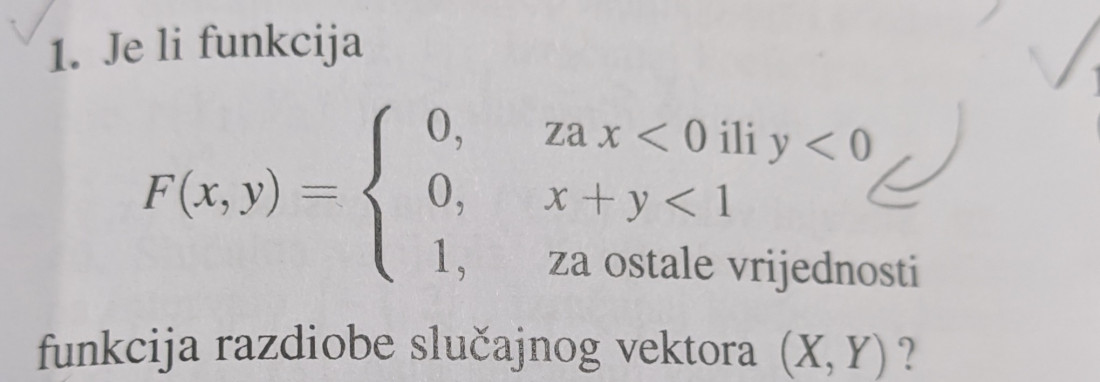 1. Je li funkcija
0, za x < 0 ili y < 0
F(x, y) = { 0, x + y < 1
1, za ostale vrijednosti
funkcija razdiobe slučajnog vektora (X, Y) ?